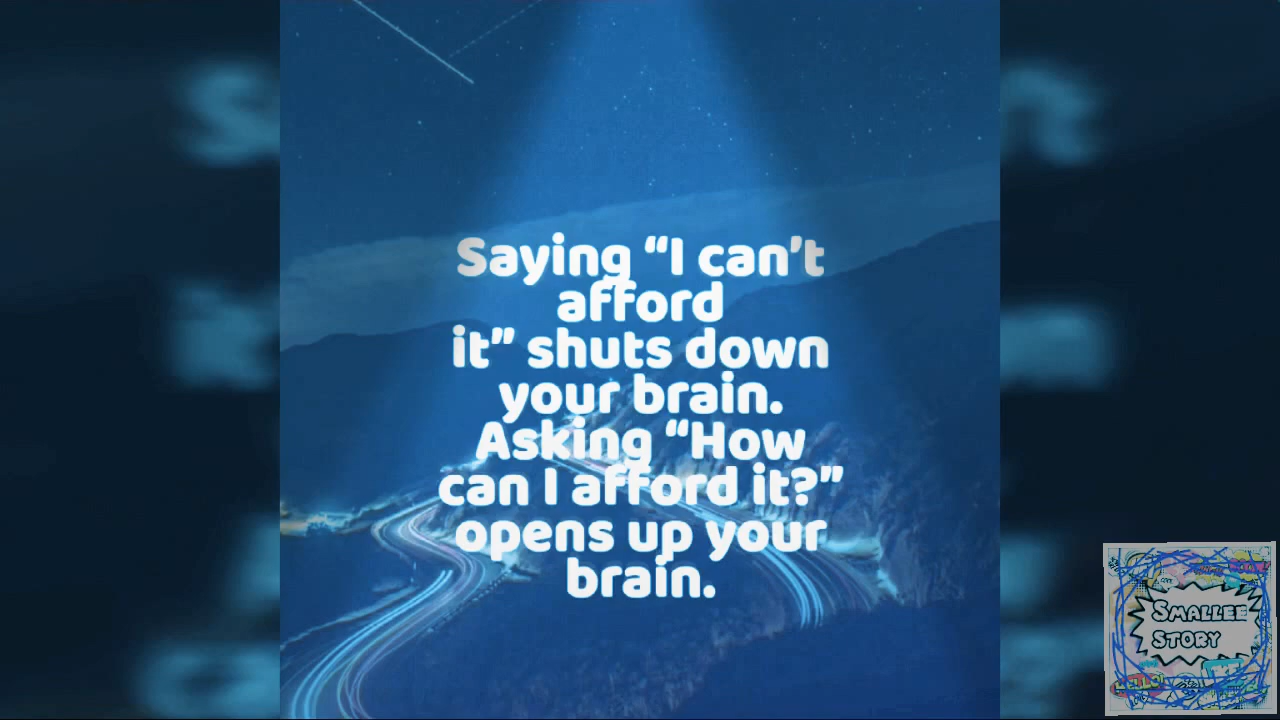 Saying “I can’t
afford
it” shuts down
your brain.
Asking “How
can I afford it?”
opens up your
brain.
SMALLEE
STORY
HELLO!